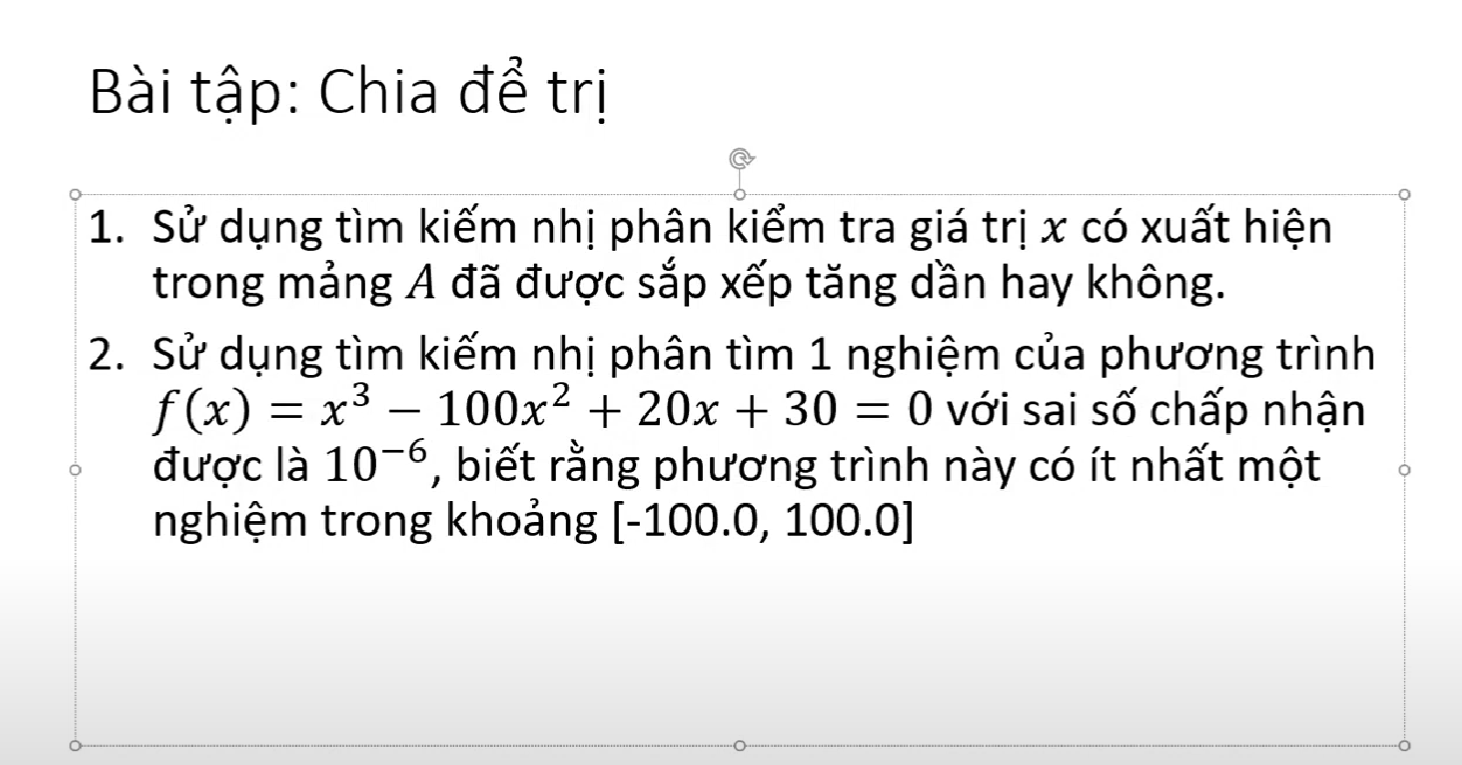 Bài tập: Chia để trị
1. Sử dụng tìm kiếm nhị phân kiểm tra giá trị x có xuất hiện
trong mảng A đã được sắp xếp tăng dần hay không.
2. Sử dụng tìm kiếm nhị phân tìm 1 nghiệm của phương trình
f(x) = x³ − 100x² + 20x + 30 = 0 với sai số chấp nhận
được là 10⁻⁶, biết rằng phương trình này có ít nhất một
nghiệm trong khoảng [-100.0, 100.0]